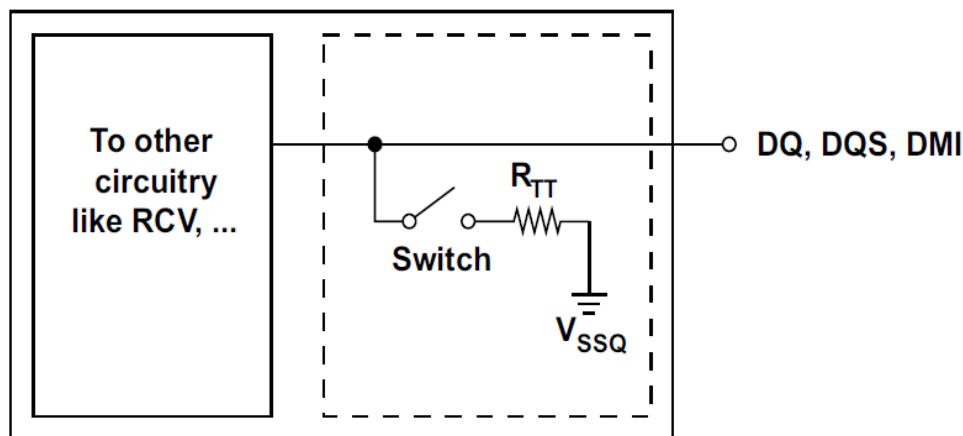 To other
circuitry
like RCV, ...
DQ, DQS, DMI
RTT
Switch
VSSQ